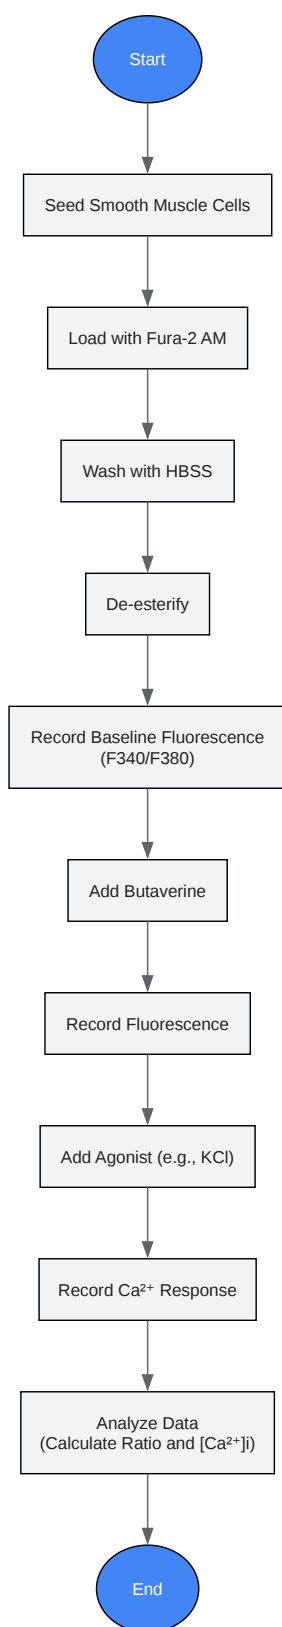 Start
Seed Smooth Muscle Cells
Load with Fura-2 AM
Wash with HBSS
De-esterify
Record Baseline Fluorescence
(F340/F380)
Add Butaverine
Record Fluorescence
Add Agonist (e.g., KCl)
Record Ca²⁺ Response
Analyze Data
(Calculate Ratio and [Ca²⁺]i)
End